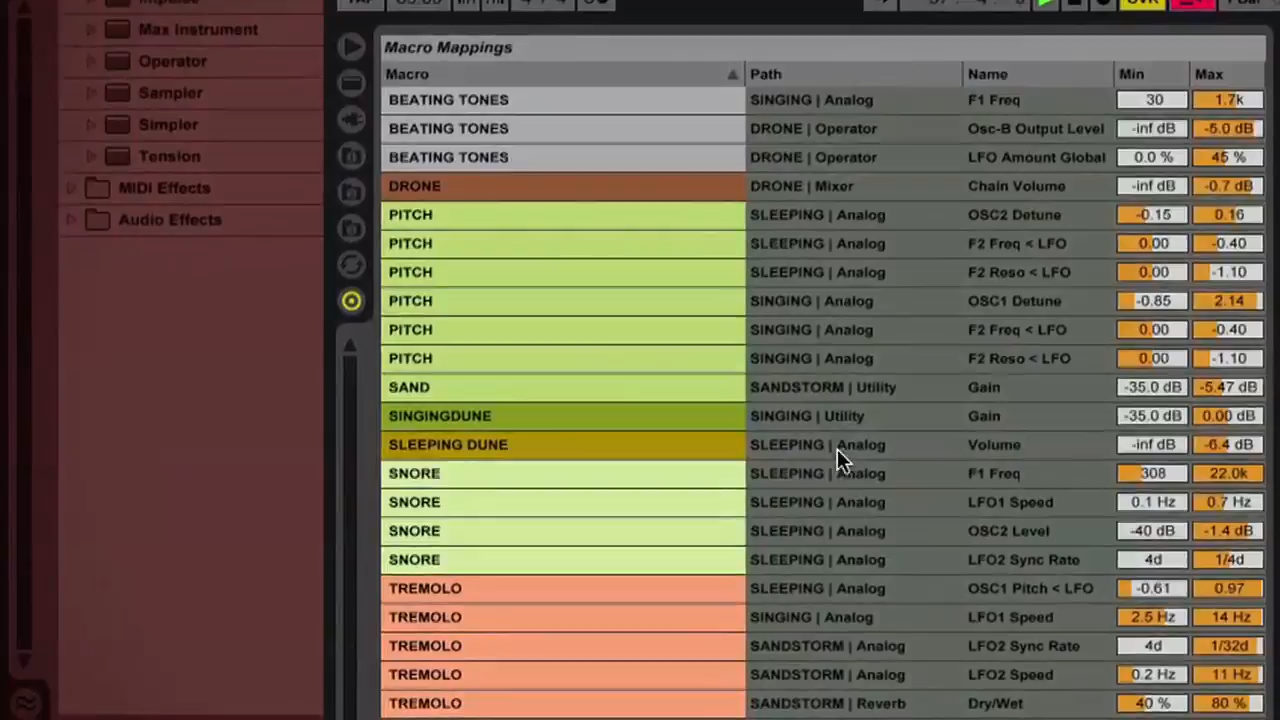 Max Instrument
Operator
Sampler
Simpler
Tension
MIDI Effects
Audio Effects
Macro Mappings
Macro Path Name Min Max
BEATING TONES SINGING | Analog F1 Freq 30 1.7k
BEATING TONES DRONE | Operator Osc-B Output Level -inf dB -5.0 dB
BEATING TONES DRONE | Operator LFO Amount Global 0.0 % 45 %
DRONE DRONE | Mixer Chain Volume -inf dB -0.7 dB
PITCH SLEEPING | Analog OSC2 Detune -0.15 0.16
PITCH SLEEPING | Analog F2 Freq < LFO 0.00 -0.40
PITCH SLEEPING | Analog F2 Reso < LFO 0.00 -1.10
PITCH SINGING | Analog OSC1 Detune -0.85 2.14
PITCH SINGING | Analog F2 Freq < LFO 0.00 -0.40
PITCH SINGING | Analog F2 Reso < LFO 0.00 -1.10
SAND SANDSTORM | Utility Gain -35.0 dB -5.47 dB
SINGINGDUNE SINGING | Utility Gain -35.0 dB 0.00 dB
SLEEPING DUNE SLEEPING | Analog Volume -inf dB -6.4 dB
SNORE SLEEPING | Analog F1 Freq 308 22.0k
SNORE SLEEPING | Analog LFO1 Speed 0.1 Hz 0.7 Hz
SNORE SLEEPING | Analog OSC2 Level -40 dB -1.4 dB
SNORE SLEEPING | Analog LFO2 Sync Rate 4d 1/4d
TREMOLO SLEEPING | Analog OSC1 Pitch < LFO -0.61 0.97
TREMOLO SINGING | Analog LFO1 Speed 2.5 Hz 14 Hz
TREMOLO SANDSTORM | Analog LFO2 Sync Rate 4d 1/32d
TREMOLO SANDSTORM | Analog LFO2 Speed 0.2 Hz 11 Hz
TREMOLO SANDSTORM | Reverb Dry/Wet 40 % 80 %